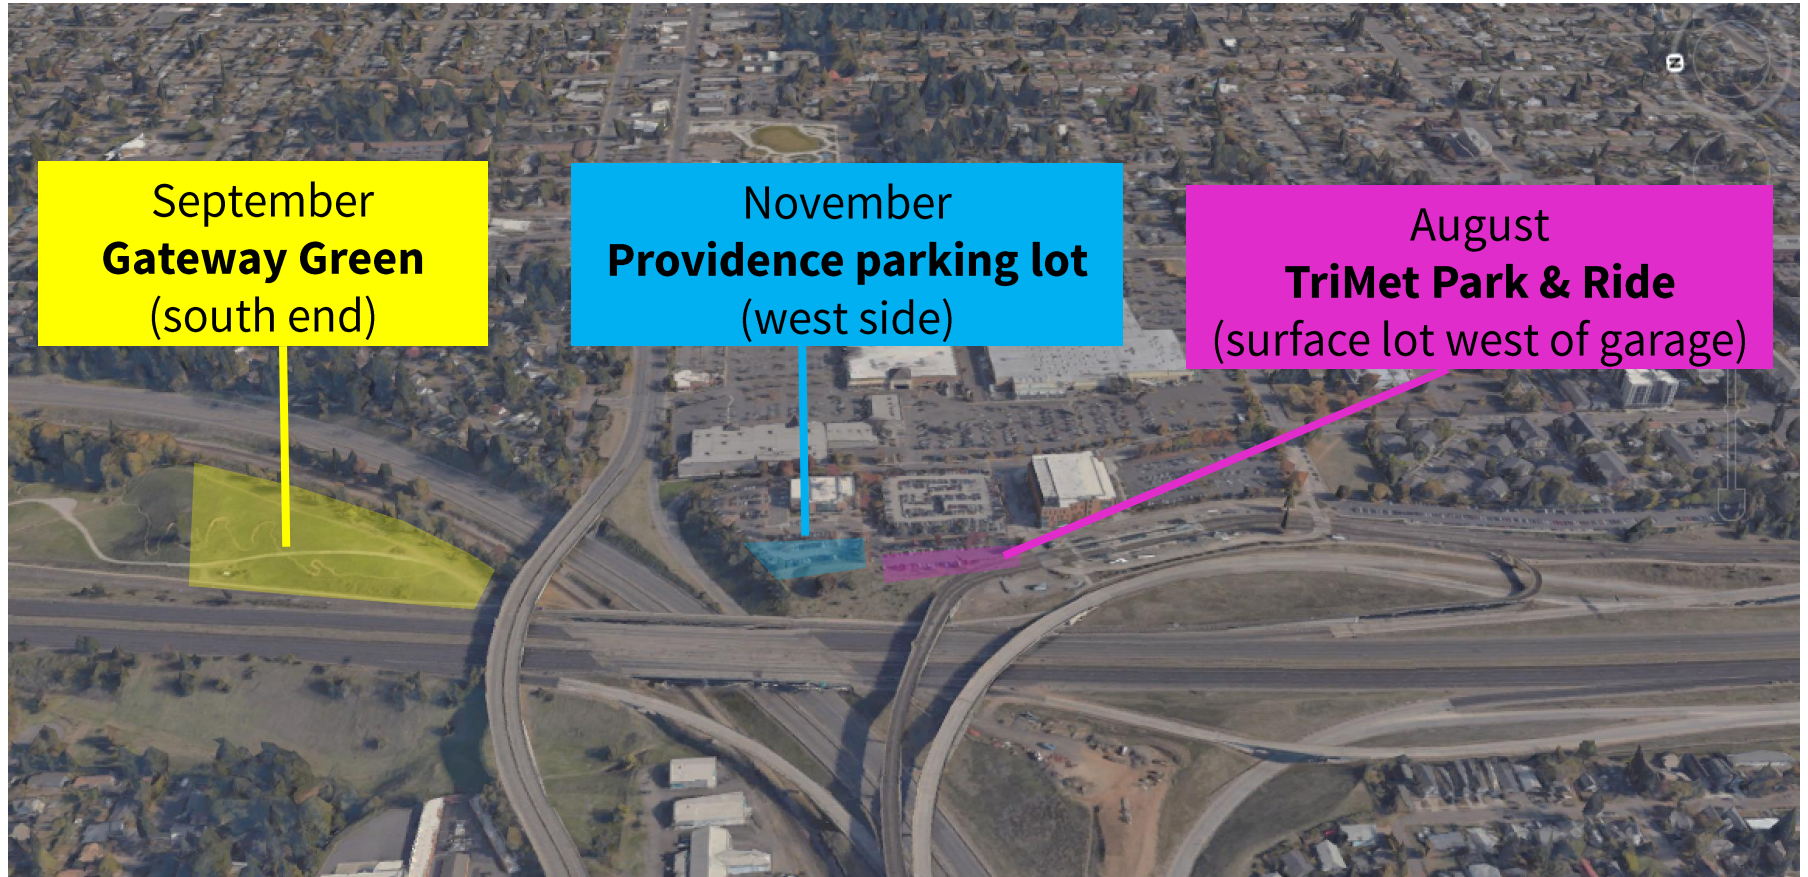 September
Gateway Green
(south end)
November
Providence parking lot
(west side)
August
TriMet Park & Ride
(surface lot west of garage)